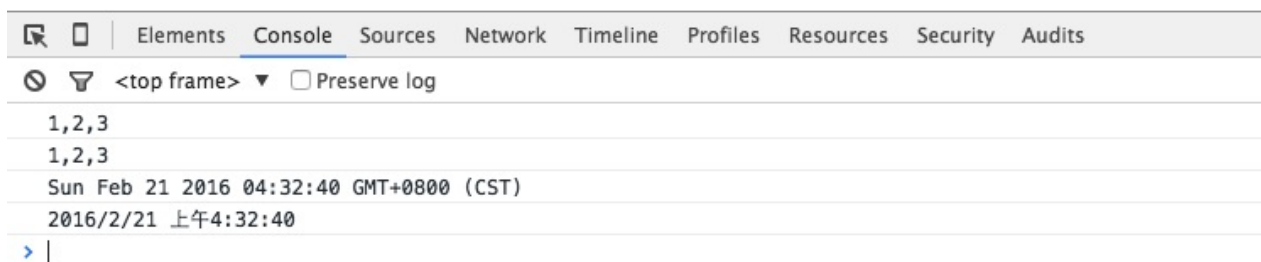 Elements Console Sources Network Timeline Profiles Resources Security Audits
<top frame> ▼ Preserve log
1,2,3
1,2,3
Sun Feb 21 2016 04:32:40 GMT+0800 (CST)
2016/2/21 上午4:32:40
>